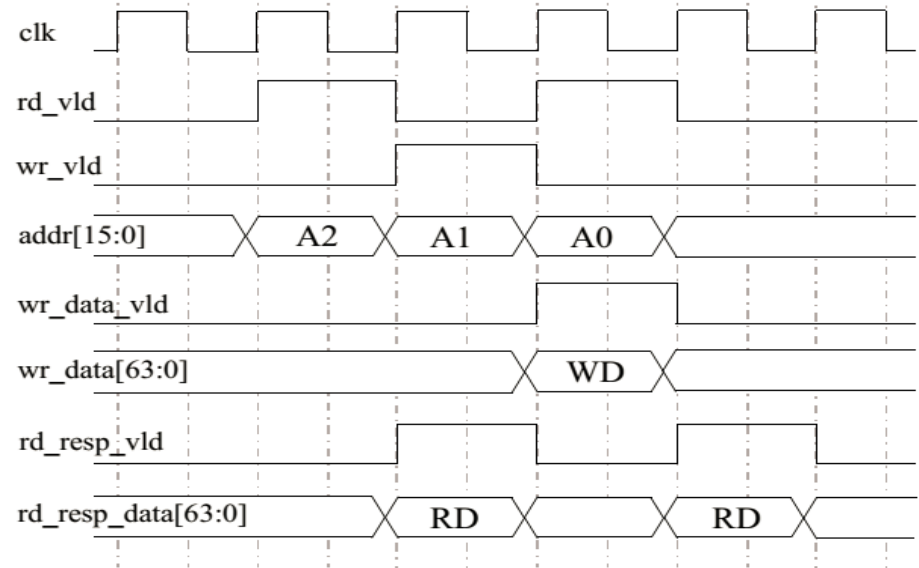 clk
rd_vld
wr_vld
addr[15:0] A2 A1 A0
wr_data_vld
wr_data[63:0] WD
rd_resp_vld
rd_resp_data[63:0] RD RD